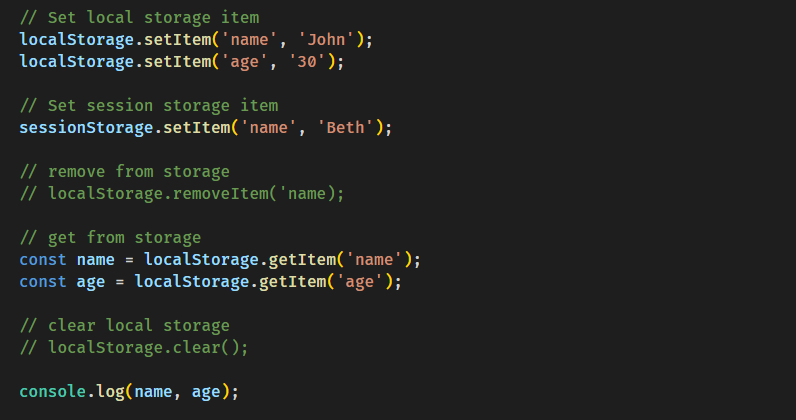 // Set local storage item
localStorage.setItem('name', 'John');
localStorage.setItem('age', '30');
// Set session storage item
sessionStorage.setItem('name', 'Beth');
// remove from storage
// localStorage.removeItem('name);
// get from storage
const name = localStorage.getItem('name');
const age = localStorage.getItem('age');
// clear local storage
// localStorage.clear();
console.log(name, age);